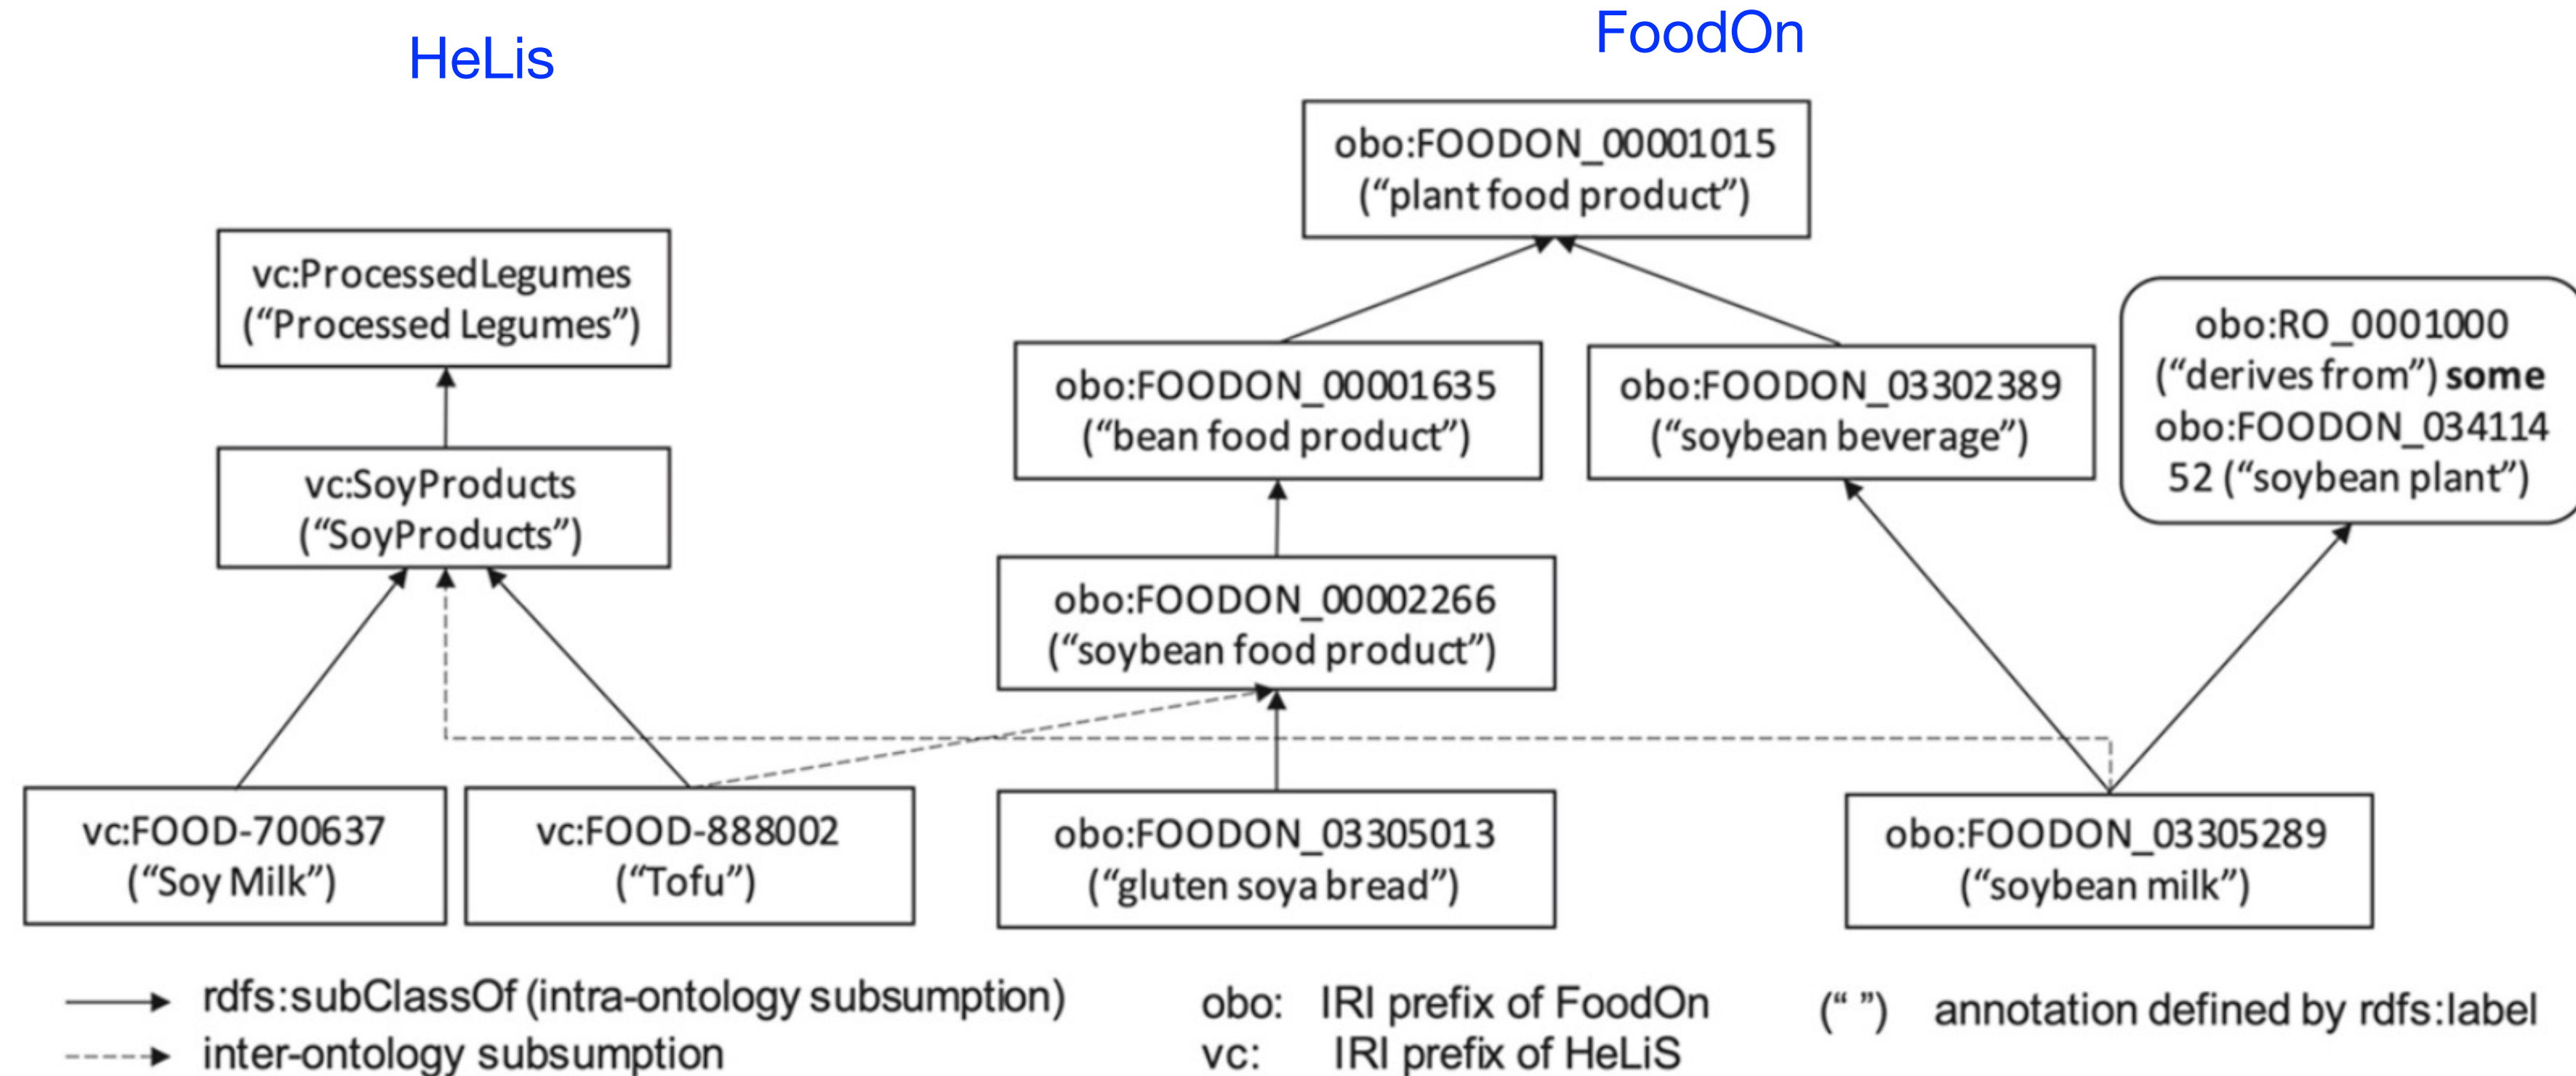 HeLis
FoodOn
obo:FOODON_00001015
(“plant food product”)
vc:ProcessedLegumes
(“Processed Legumes”)
obo:RO_0001000
(“derives from”) some
obo:FOODON_034114
52 (“soybean plant”)
obo:FOODON_00001635
(“bean food product”)
obo:FOODON_03302389
(“soybean beverage”)
vc:SoyProducts
(“SoyProducts”)
obo:FOODON_00002266
(“soybean food product”)
vc:FOOD-700637
(“Soy Milk”)
vc:FOOD-888002
(“Tofu”)
obo:FOODON_03305013
(“gluten soya bread”)
obo:FOODON_03305289
(“soybean milk”)
rdfs:subClassOf (intra-ontology subsumption)
inter-ontology subsumption
obo: IRI prefix of FoodOn
vc: IRI prefix of HeLiS
(“ ”) annotation defined by rdfs:label